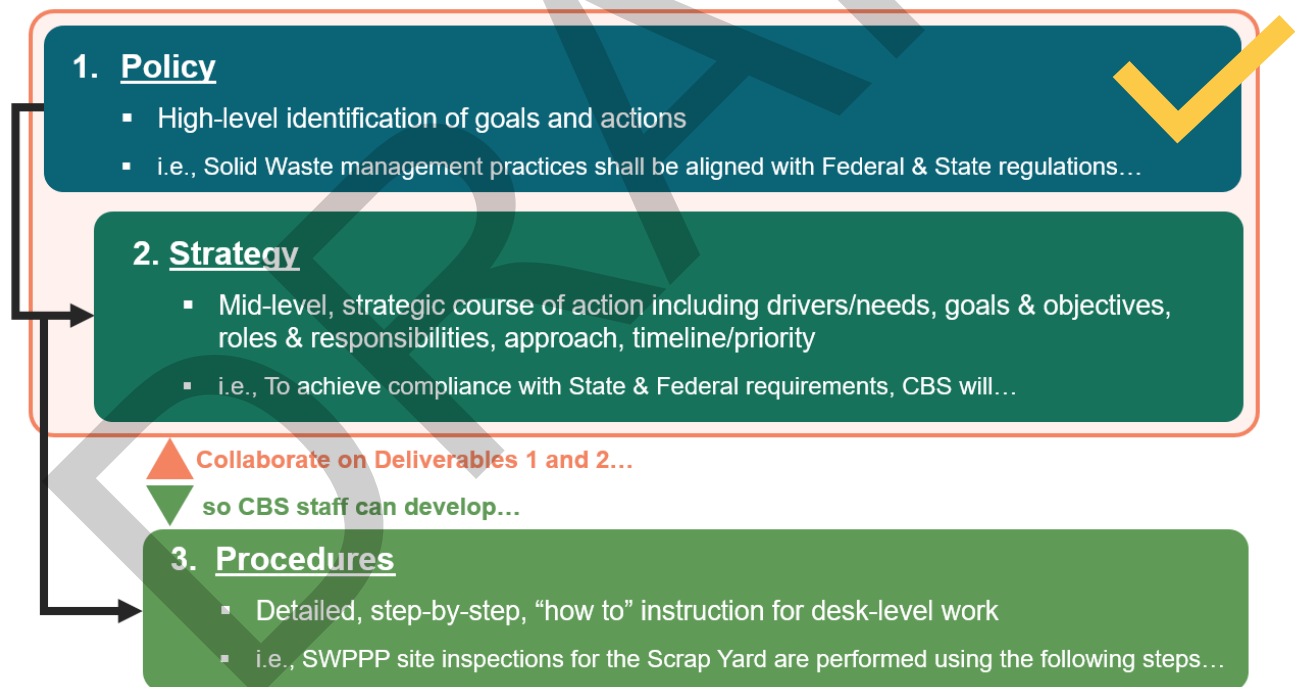 1. Policy
▪ High-level identification of goals and actions
▪ i.e., Solid Waste management practices shall be aligned with Federal & State regulations…
2. Strategy
▪ Mid-level, strategic course of action including drivers/needs, goals & objectives,
roles & responsibilities, approach, timeline/priority
▪ i.e., To achieve compliance with State & Federal requirements, CBS will…
Collaborate on Deliverables 1 and 2…
so CBS staff can develop…
3. Procedures
▪ Detailed, step-by-step, “how to” instruction for desk-level work
▪ i.e., SWPPP site inspections for the Scrap Yard are performed using the following steps…